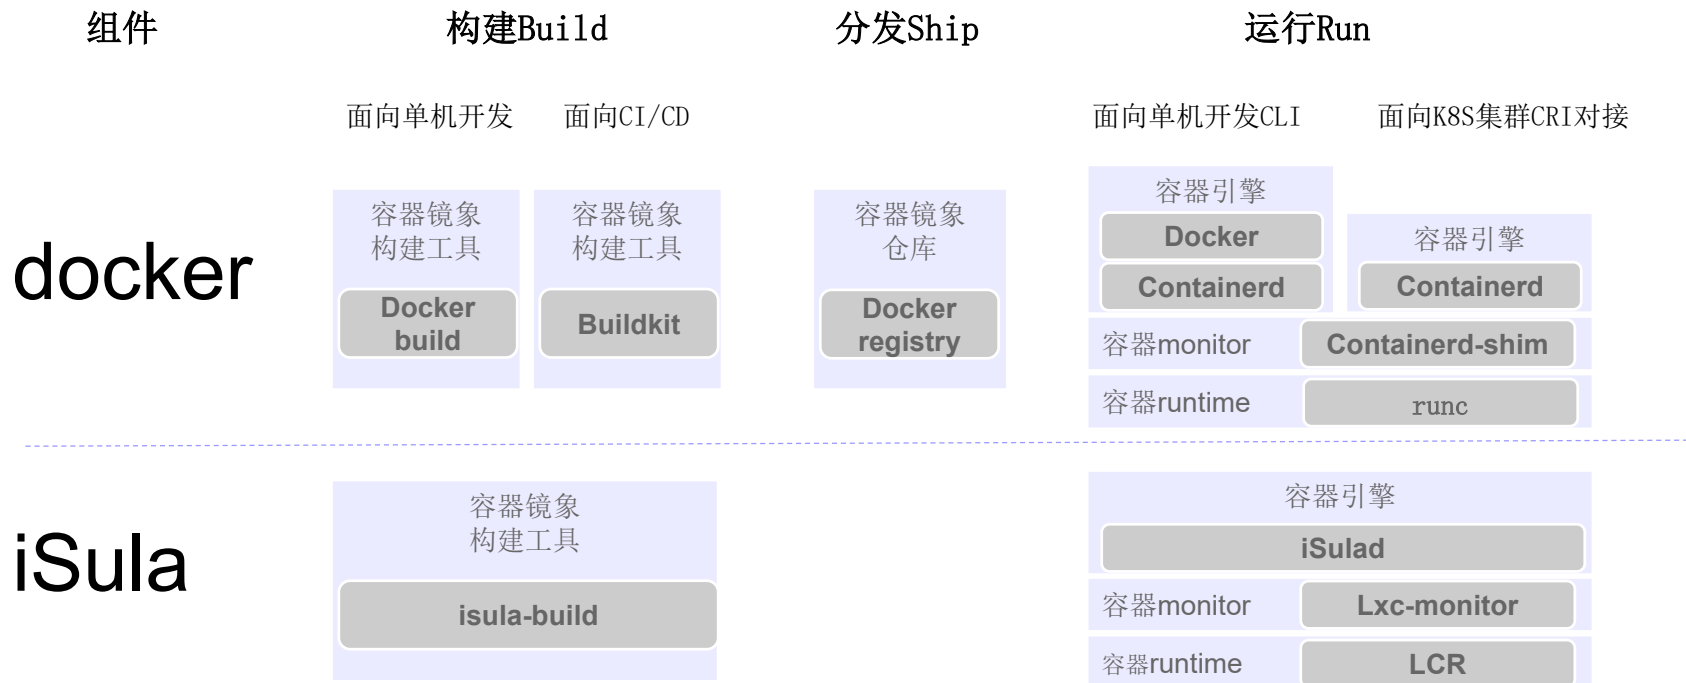 组件
构建Build
分发Ship
运行Run
面向单机开发
面向CI/CD
面向单机开发CLI
面向K8S集群CRI对接
docker
容器镜象
构建工具
Docker
build
容器镜象
构建工具
Buildkit
容器镜象
仓库
Docker
registry
容器引擎
Docker
Containerd
容器引擎
Containerd
容器monitor
Containerd-shim
容器runtime
runc
iSula
容器镜象
构建工具
isula-build
容器引擎
iSulad
容器monitor
Lxc-monitor
容器runtime
LCR